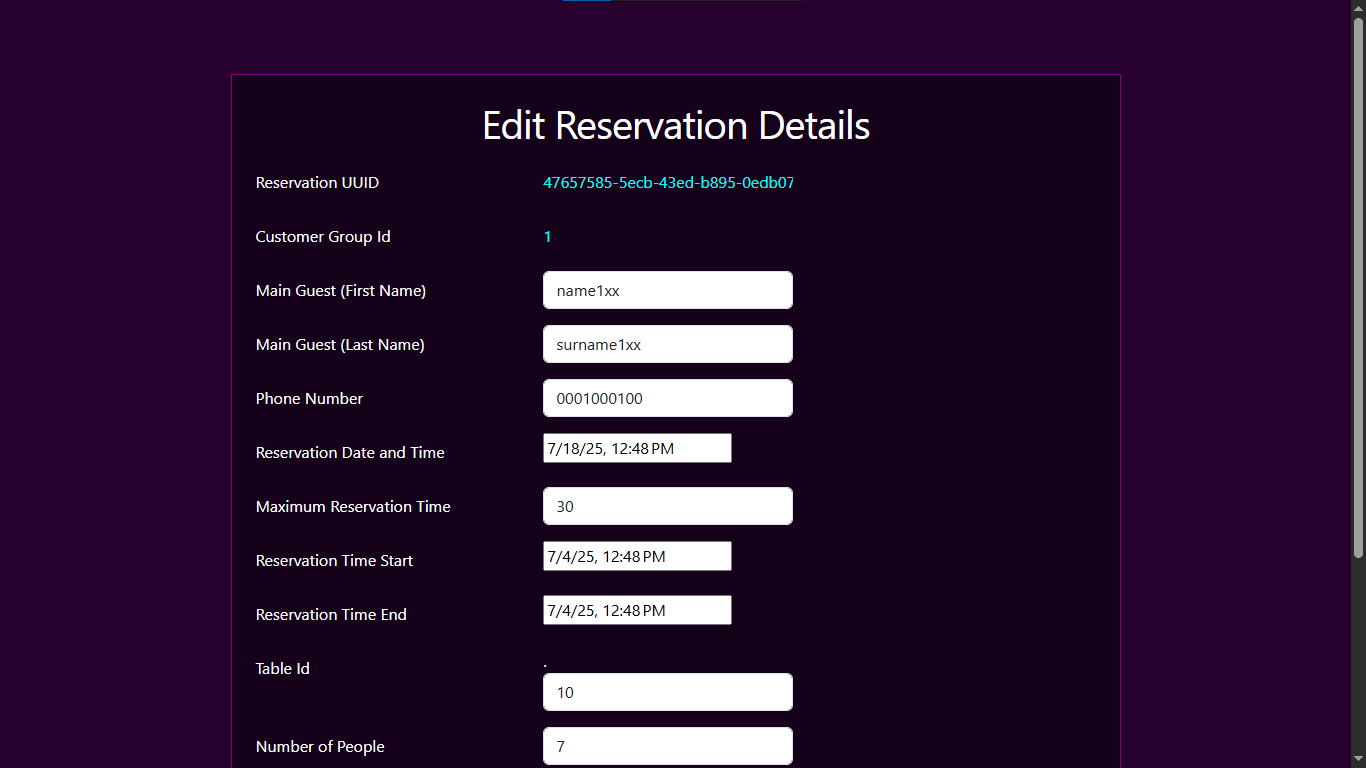 Edit Reservation Details
Reservation UUID 47657585-5ecb-43ed-b895-0edb07
Customer Group Id 1
Main Guest (First Name) name1xx
Main Guest (Last Name) surname1xx
Phone Number 0001000100
Reservation Date and Time 7/18/25, 12:48 PM
Maximum Reservation Time 30
Reservation Time Start 7/4/25, 12:48 PM
Reservation Time End 7/4/25, 12:48 PM
Table Id .
10
Number of People 7